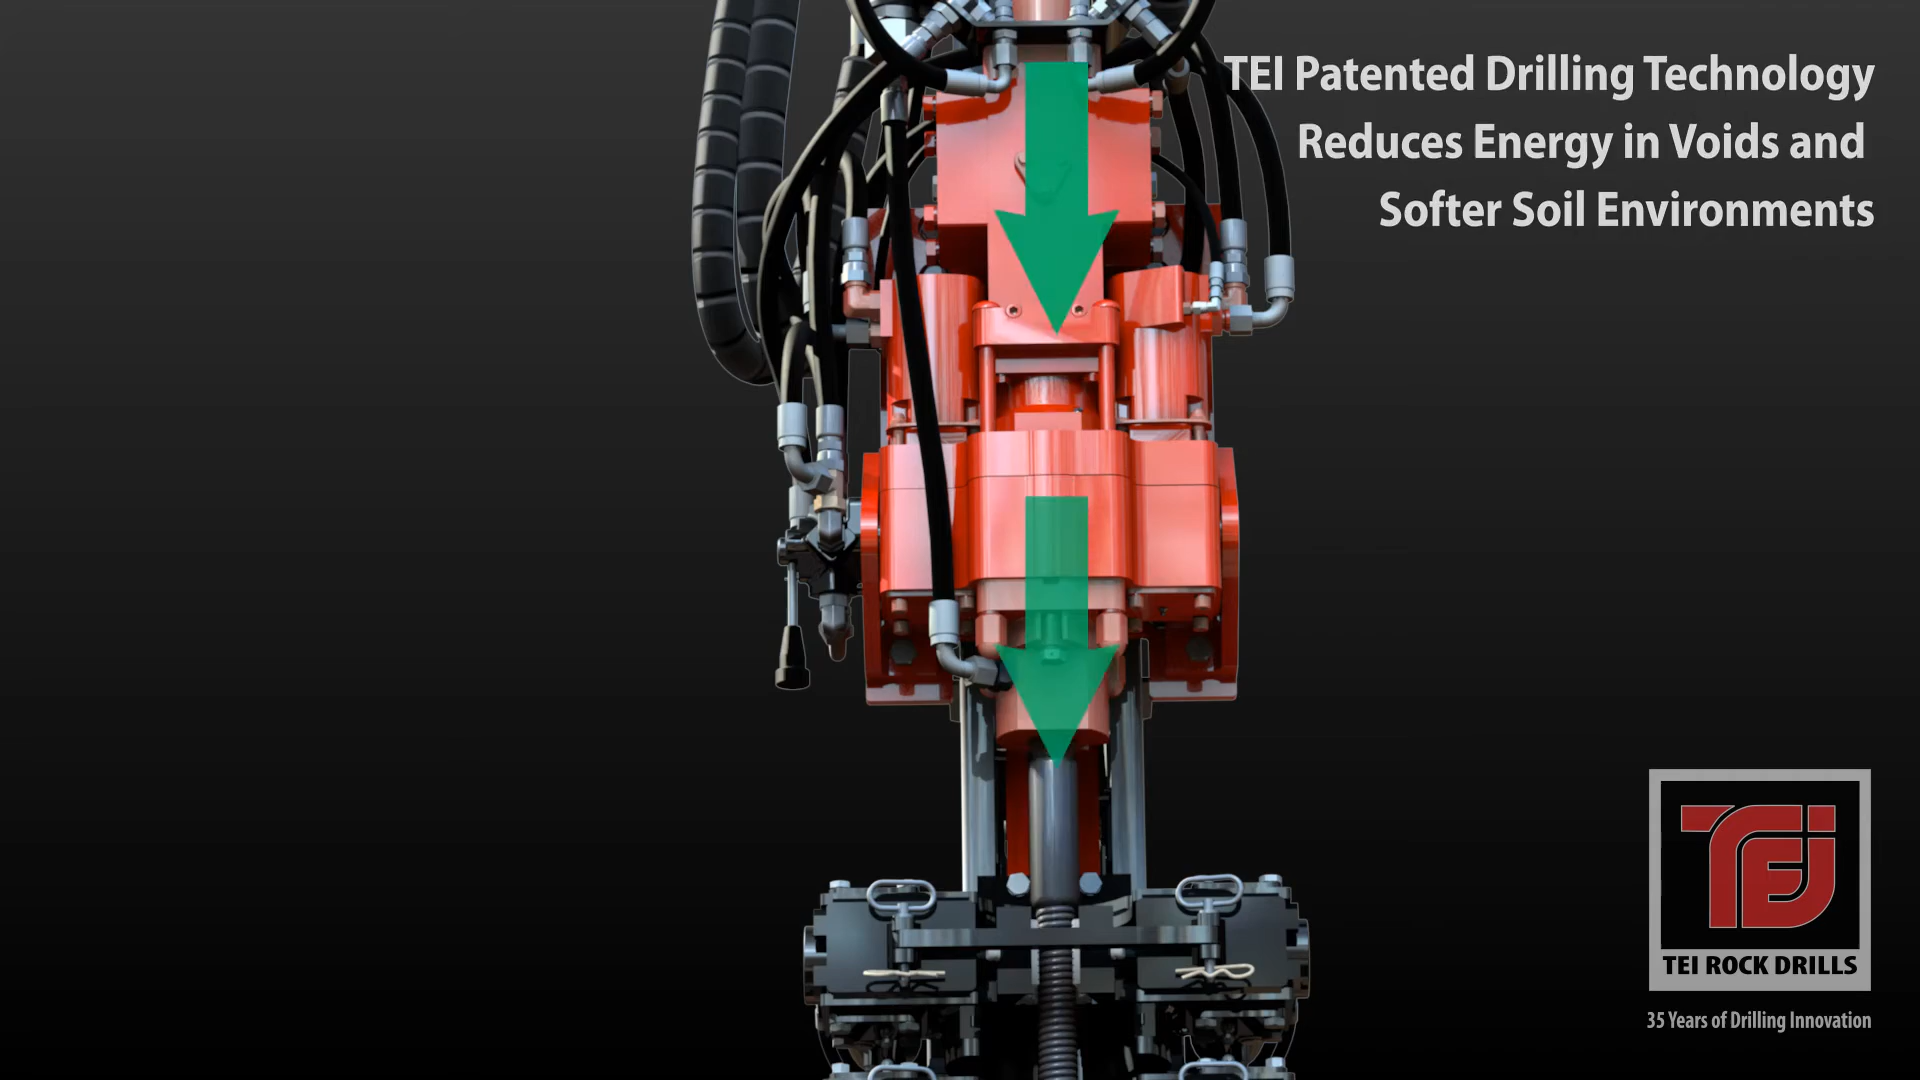 TEI Patented Drilling Technology
Reduces Energy in Voids and
Softer Soil Environments
TEI
TEI ROCK DRILLS
35 Years of Drilling Innovation